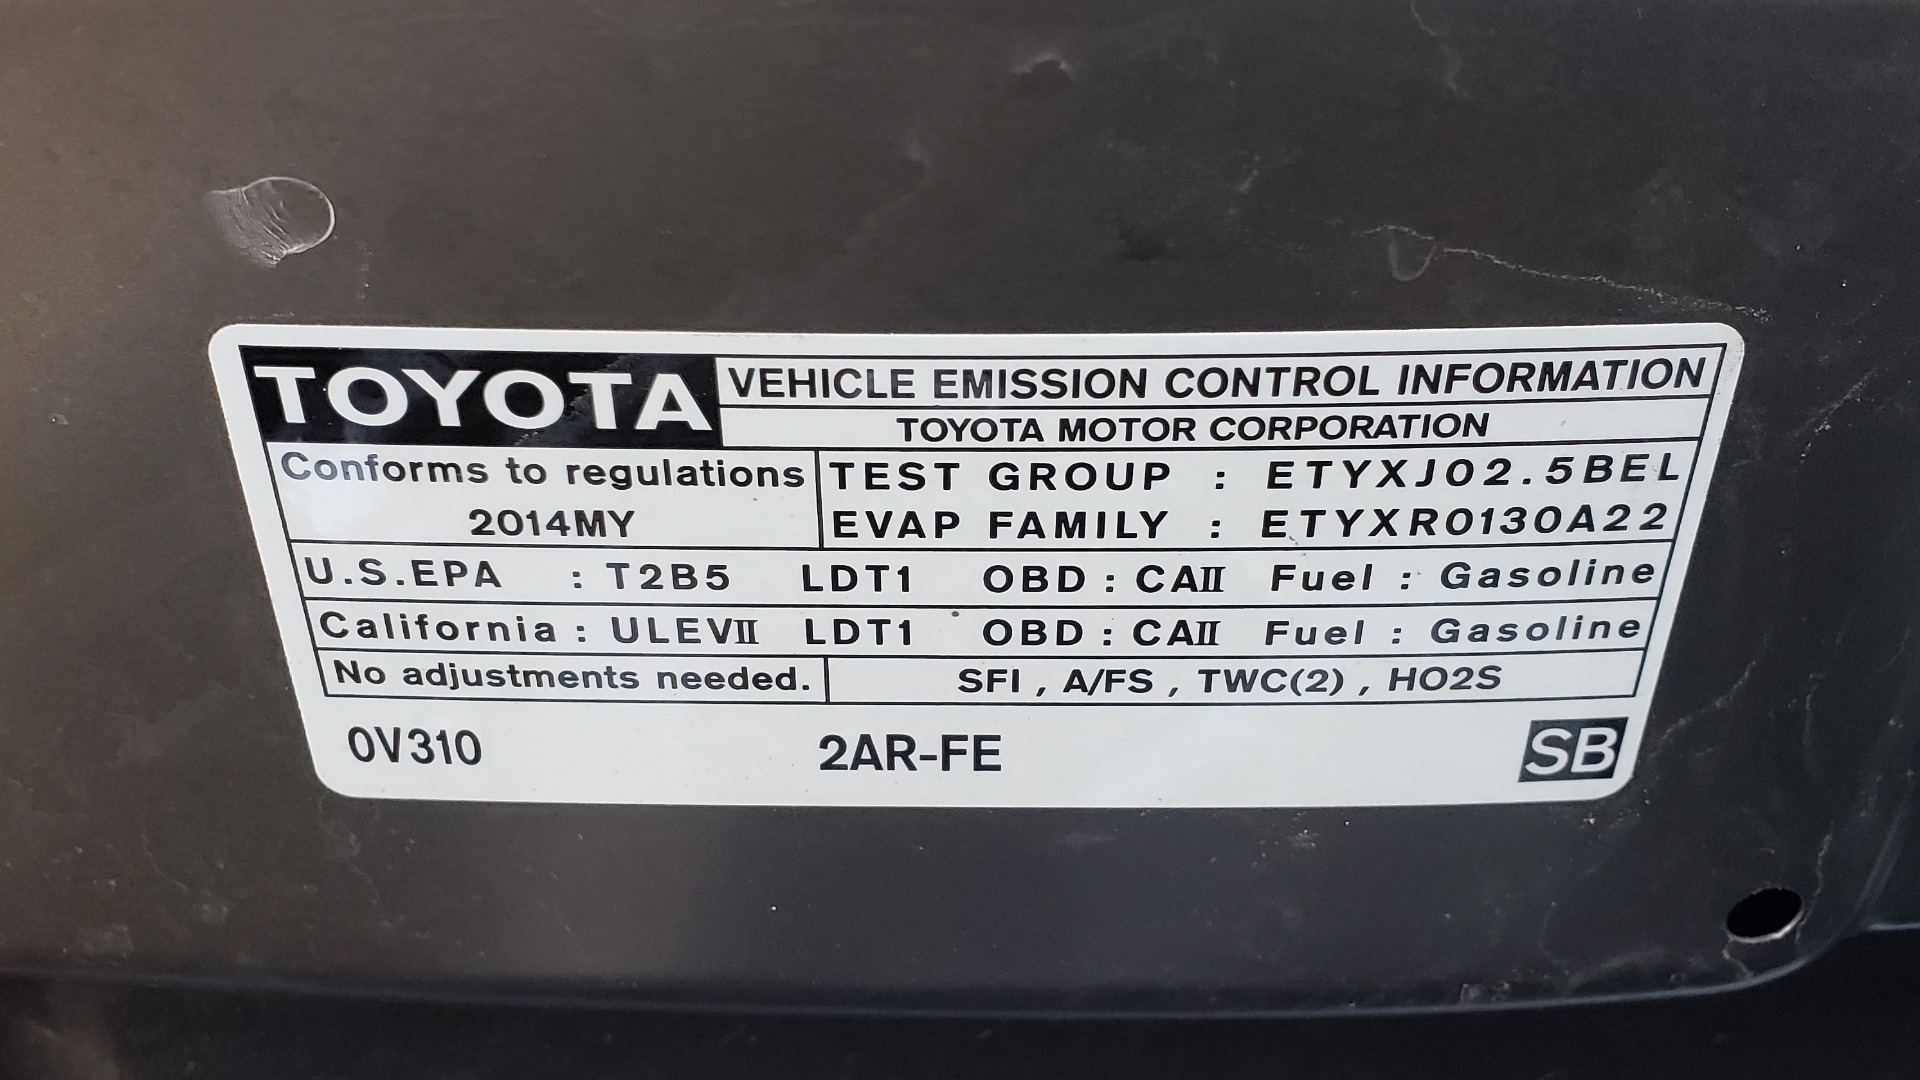 TOYOTA VEHICLE EMISSION CONTROL INFORMATION
TOYOTA MOTOR CORPORATION
Conforms to regulations
2014MY
TEST GROUP : ETYXJ02.5BEL
EVAP FAMILY : ETYXR0130A22
U.S.EPA : T2B5 LDT1 OBD : CAII Fuel : Gasoline
California : ULEVII LDT1 OBD : CAII Fuel : Gasoline
No adjustments needed. SFI , A/FS , TWC(2) , HO2S
0V310 2AR-FE SB